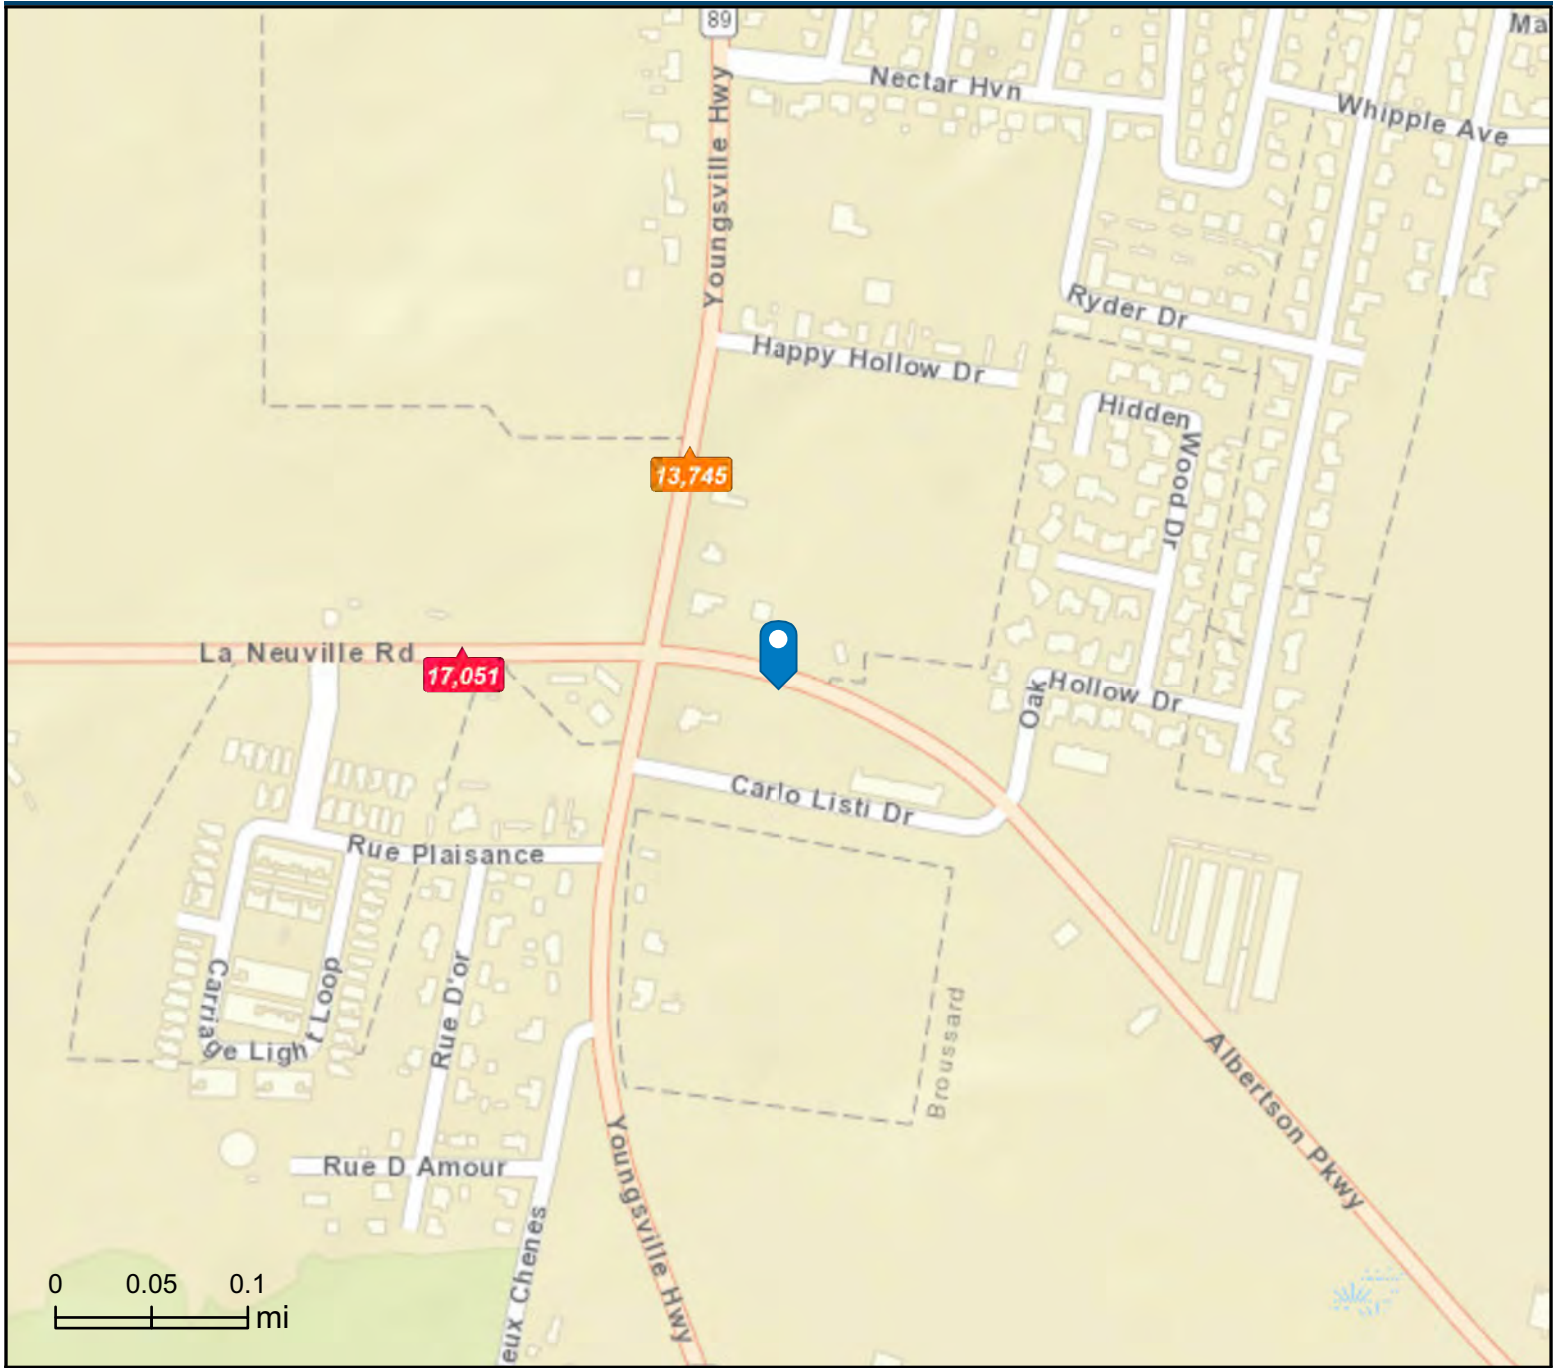 89
Ma
Nectar Hvn
Whipple Ave
Youngsville Hwy
Ryder Dr
Happy Hollow Dr
Hidden
Wood Dr
13,745
La Neuville Rd
17,051
Oak
Hollow Dr
Carlo Listi Dr
Rue Plaisance
Carriage Light Loop
Rue D'or
Broussard
Albertson Pkwy
Rue D Amour
Youngsville Hwy
eux Chenes
0 0.05 0.1
mi